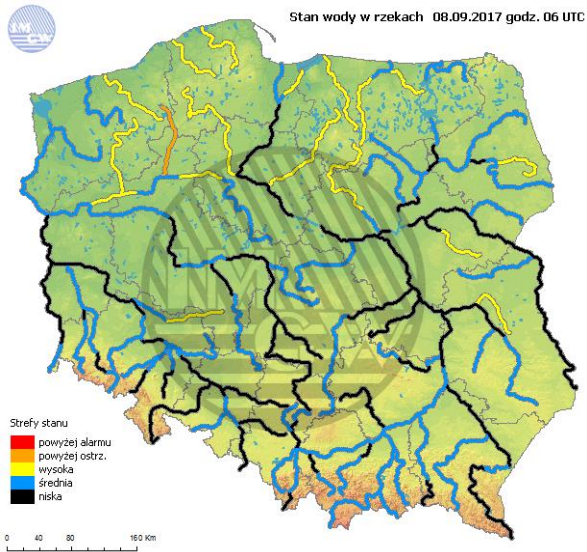 Stan wody w rzekach 08.09.2017 godz. 06 UTC
IMGW
Strefy stanu
powyżej alarmu
powyżej ostrz.
wysoka
średnia
niska
0 40 80 160 Km